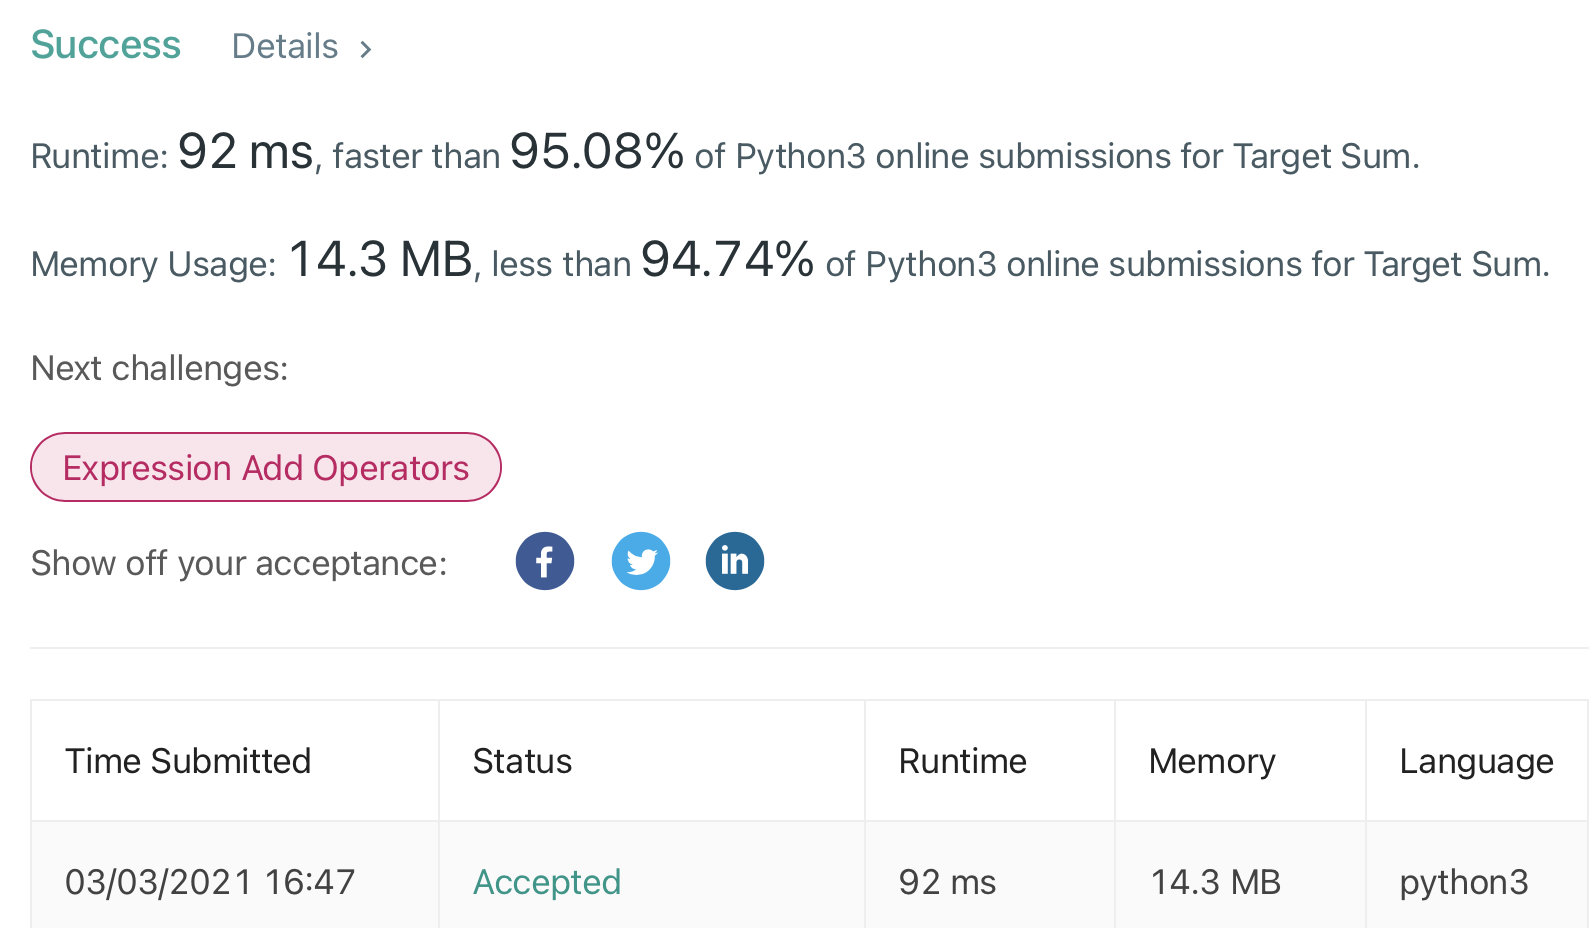 Success Details >
Runtime: 92 ms, faster than 95.08% of Python3 online submissions for Target Sum.
Memory Usage: 14.3 MB, less than 94.74% of Python3 online submissions for Target Sum.
Next challenges:
Expression Add Operators
Show off your acceptance: f in
Time Submitted Status Runtime Memory Language
03/03/2021 16:47 Accepted 92 ms 14.3 MB python3